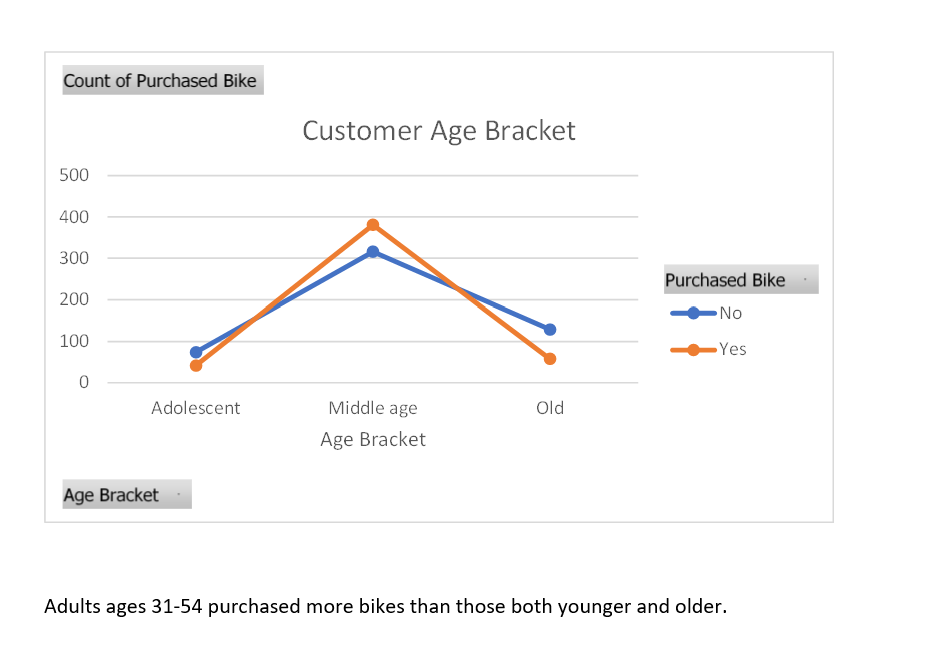 Count of Purchased Bike
Customer Age Bracket
500
400
300
200
100
0
Adolescent Middle age Old
Age Bracket
Purchased Bike
No
Yes
Age Bracket
Adults ages 31-54 purchased more bikes than those both younger and older.